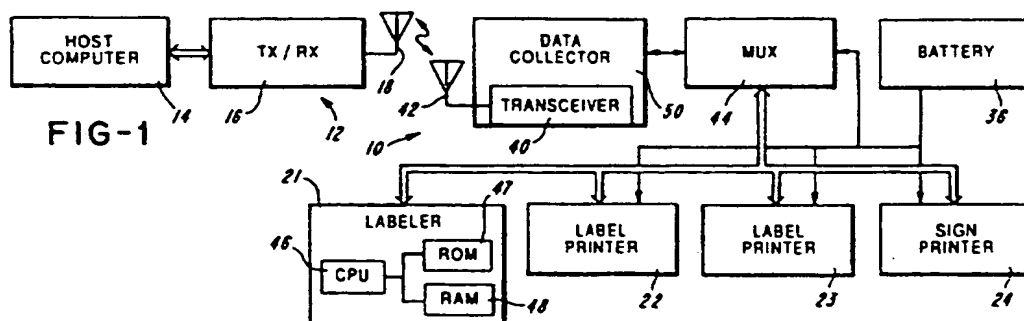 HOST
COMPUTER
14
TX / RX
16
12
18
42
10
DATA
COLLECTOR
50
TRANSCEIVER
40
MUX
44
BATTERY
36
FIG-1
21
LABELER
46
CPU
47
ROM
RAM
48
LABEL
PRINTER
22
LABEL
PRINTER
23
SIGN
PRINTER
24